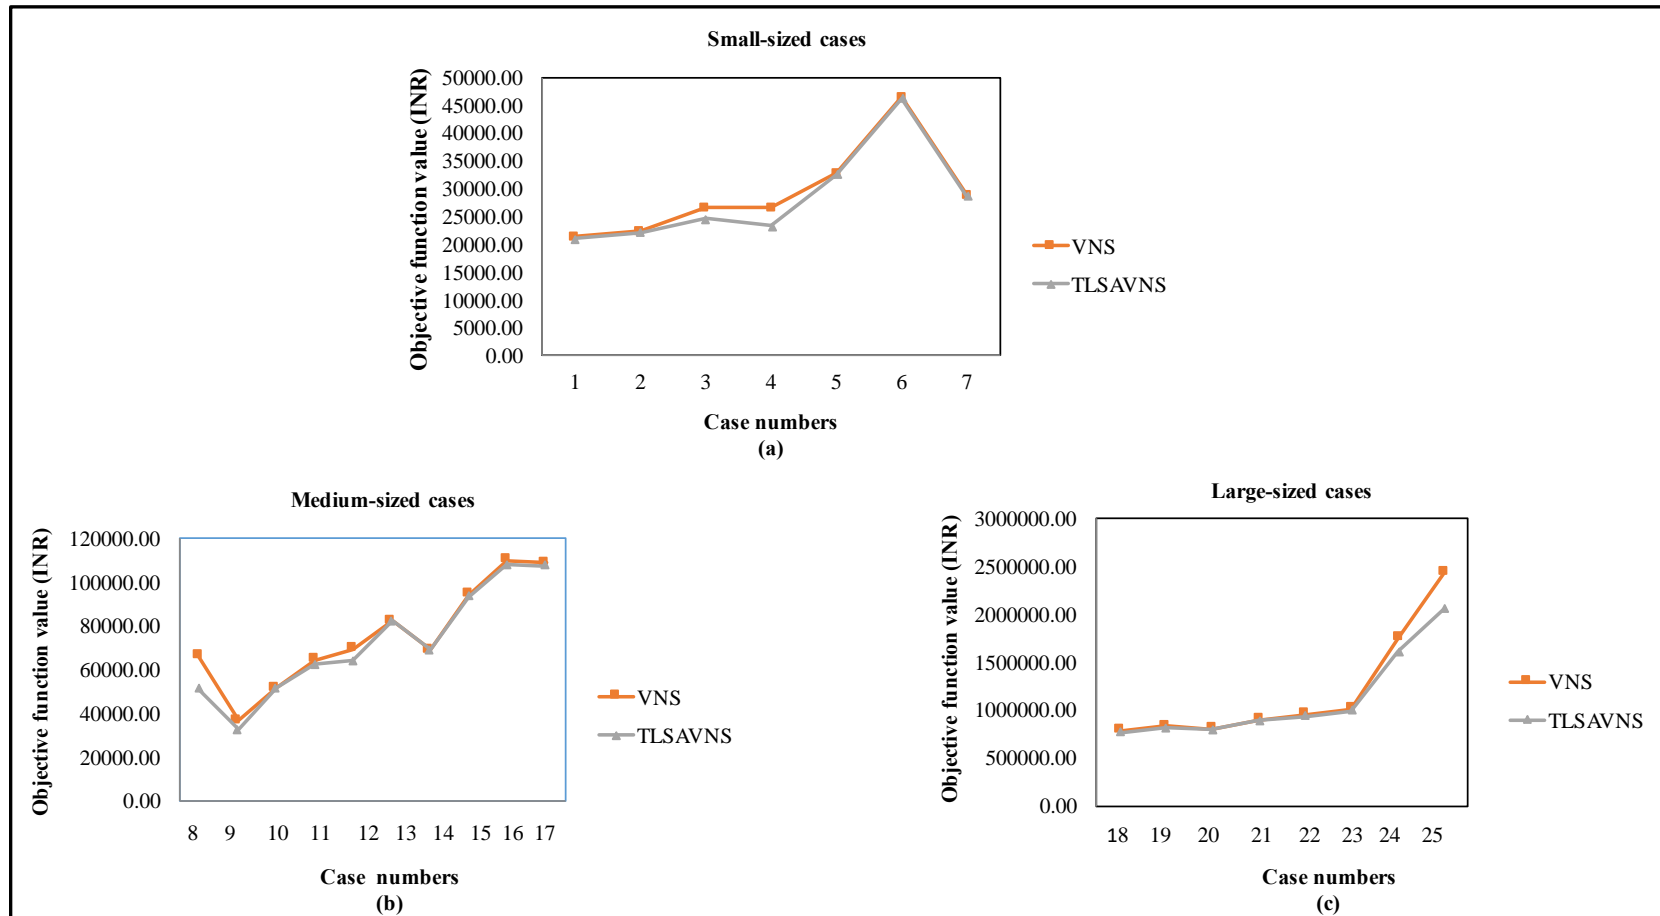 Small-sized cases
Objective function value (INR)
50000.00
45000.00
40000.00
35000.00
30000.00
25000.00
20000.00
15000.00
10000.00
5000.00
0.00
1 2 3 4 5 6 7
Case numbers
(a)
VNS
TLSAVNS
Medium-sized cases
Objective function value (INR)
120000.00
100000.00
80000.00
60000.00
40000.00
20000.00
0.00
8 9 10 11 12 13 14 15 16 17
Case numbers
(b)
VNS
TLSAVNS
Large-sized cases
Objective function value (INR)
3000000.00
2500000.00
2000000.00
1500000.00
1000000.00
500000.00
0.00
18 19 20 21 22 23 24 25
Case numbers
(c)
VNS
TLSAVNS